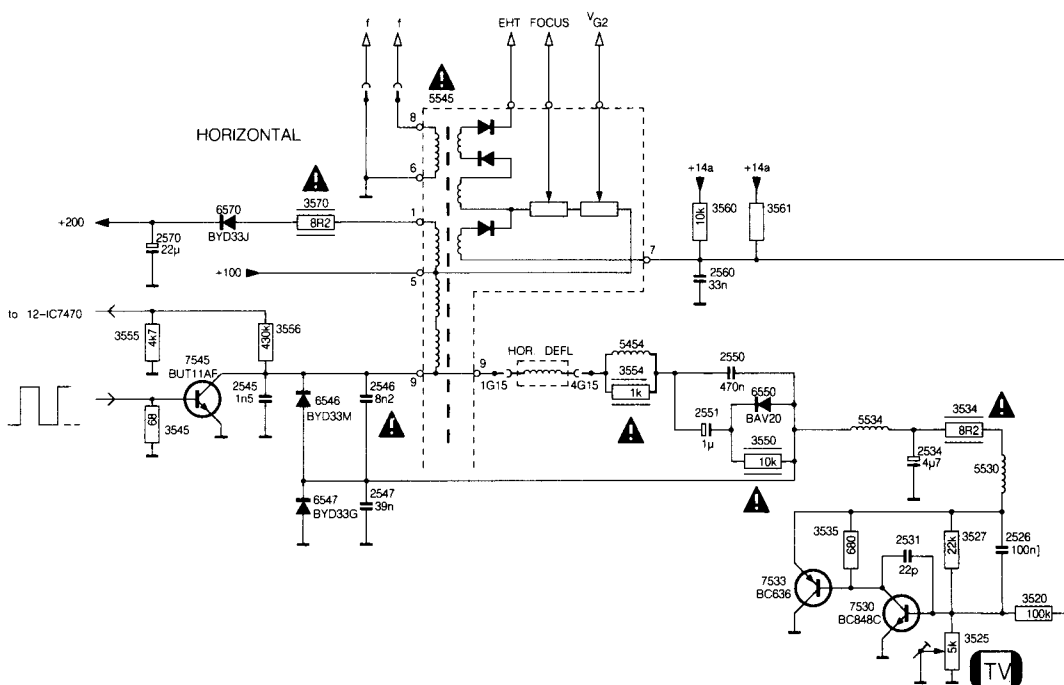 f f EHT FOCUS VG2
5545
8
HORIZONTAL
6
3570
8R2
6570
BYD33J
1
+200
2570
22µ
+100
5
7
+14a +14a
3560
10k
3561
2560
33n
to 12-IC7470
3555
4k7
3556
430k
7545
BUT11AF
9
9
1G15
HOR. DEFL
4G15
5454
3554
1k
2550
470n
6550
BAV20
2551
1µ
3550
10k
5534
3534
8R2
2534
4µ7
5530
68
3545
2545
1n5
6546
BYD33M
2546
8n2
6547
BYD33G
2547
39n
3535
680
2531
22p
22k
3527
2526
100n]
7533
BC636
7530
BC848C
3520
100k
3525
5k
TV